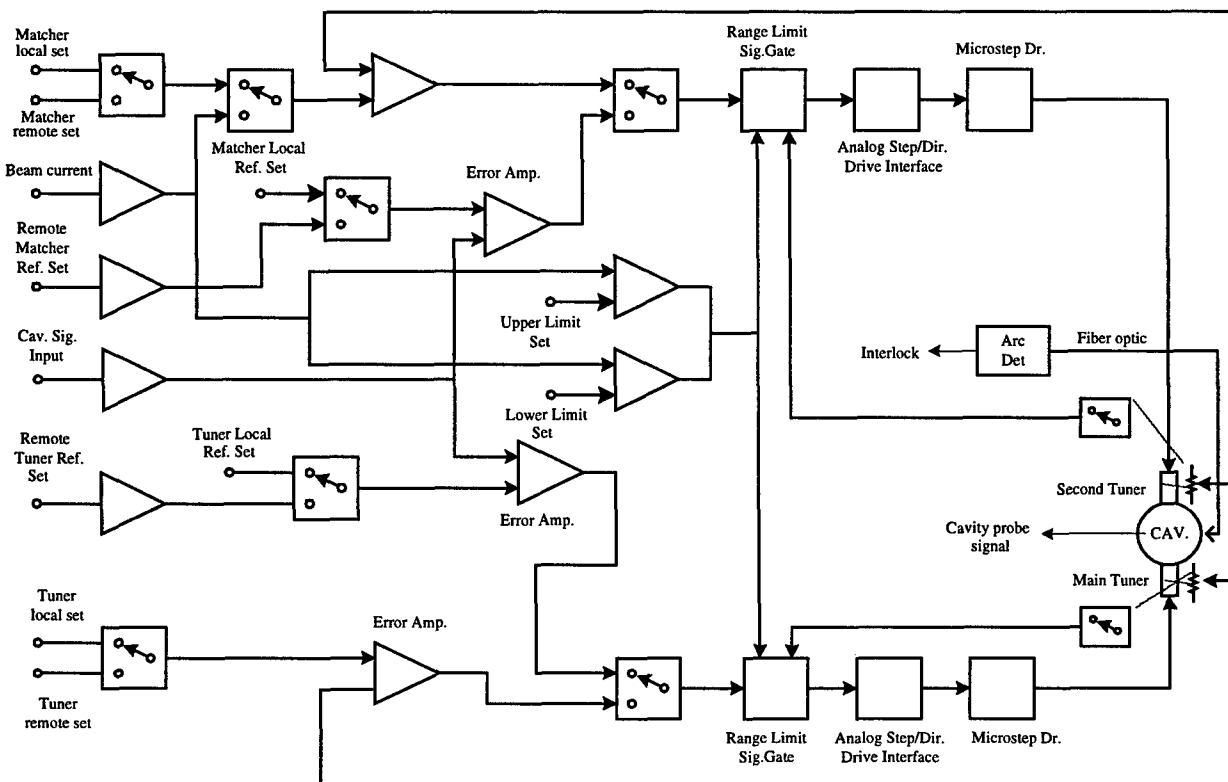 Matcher
local set
Matcher
remote set
Beam current
Remote
Matcher
Ref. Set
Cav. Sig.
Input
Remote
Tuner Ref.
Set
Tuner
local set
Tuner
remote set
Matcher Local
Ref. Set
Tuner Local
Ref. Set
Error Amp.
Upper Limit
Set
Lower Limit
Set
Error Amp.
Error Amp.
Range Limit
Sig.Gate
Analog Step/Dir.
Drive Interface
Microstep Dr.
Interlock
Arc
Det
Fiber optic
Second Tuner
Cavity probe
signal
CAV.
Main Tuner
Range Limit
Sig.Gate
Analog Step/Dir.
Drive Interface
Microstep Dr.